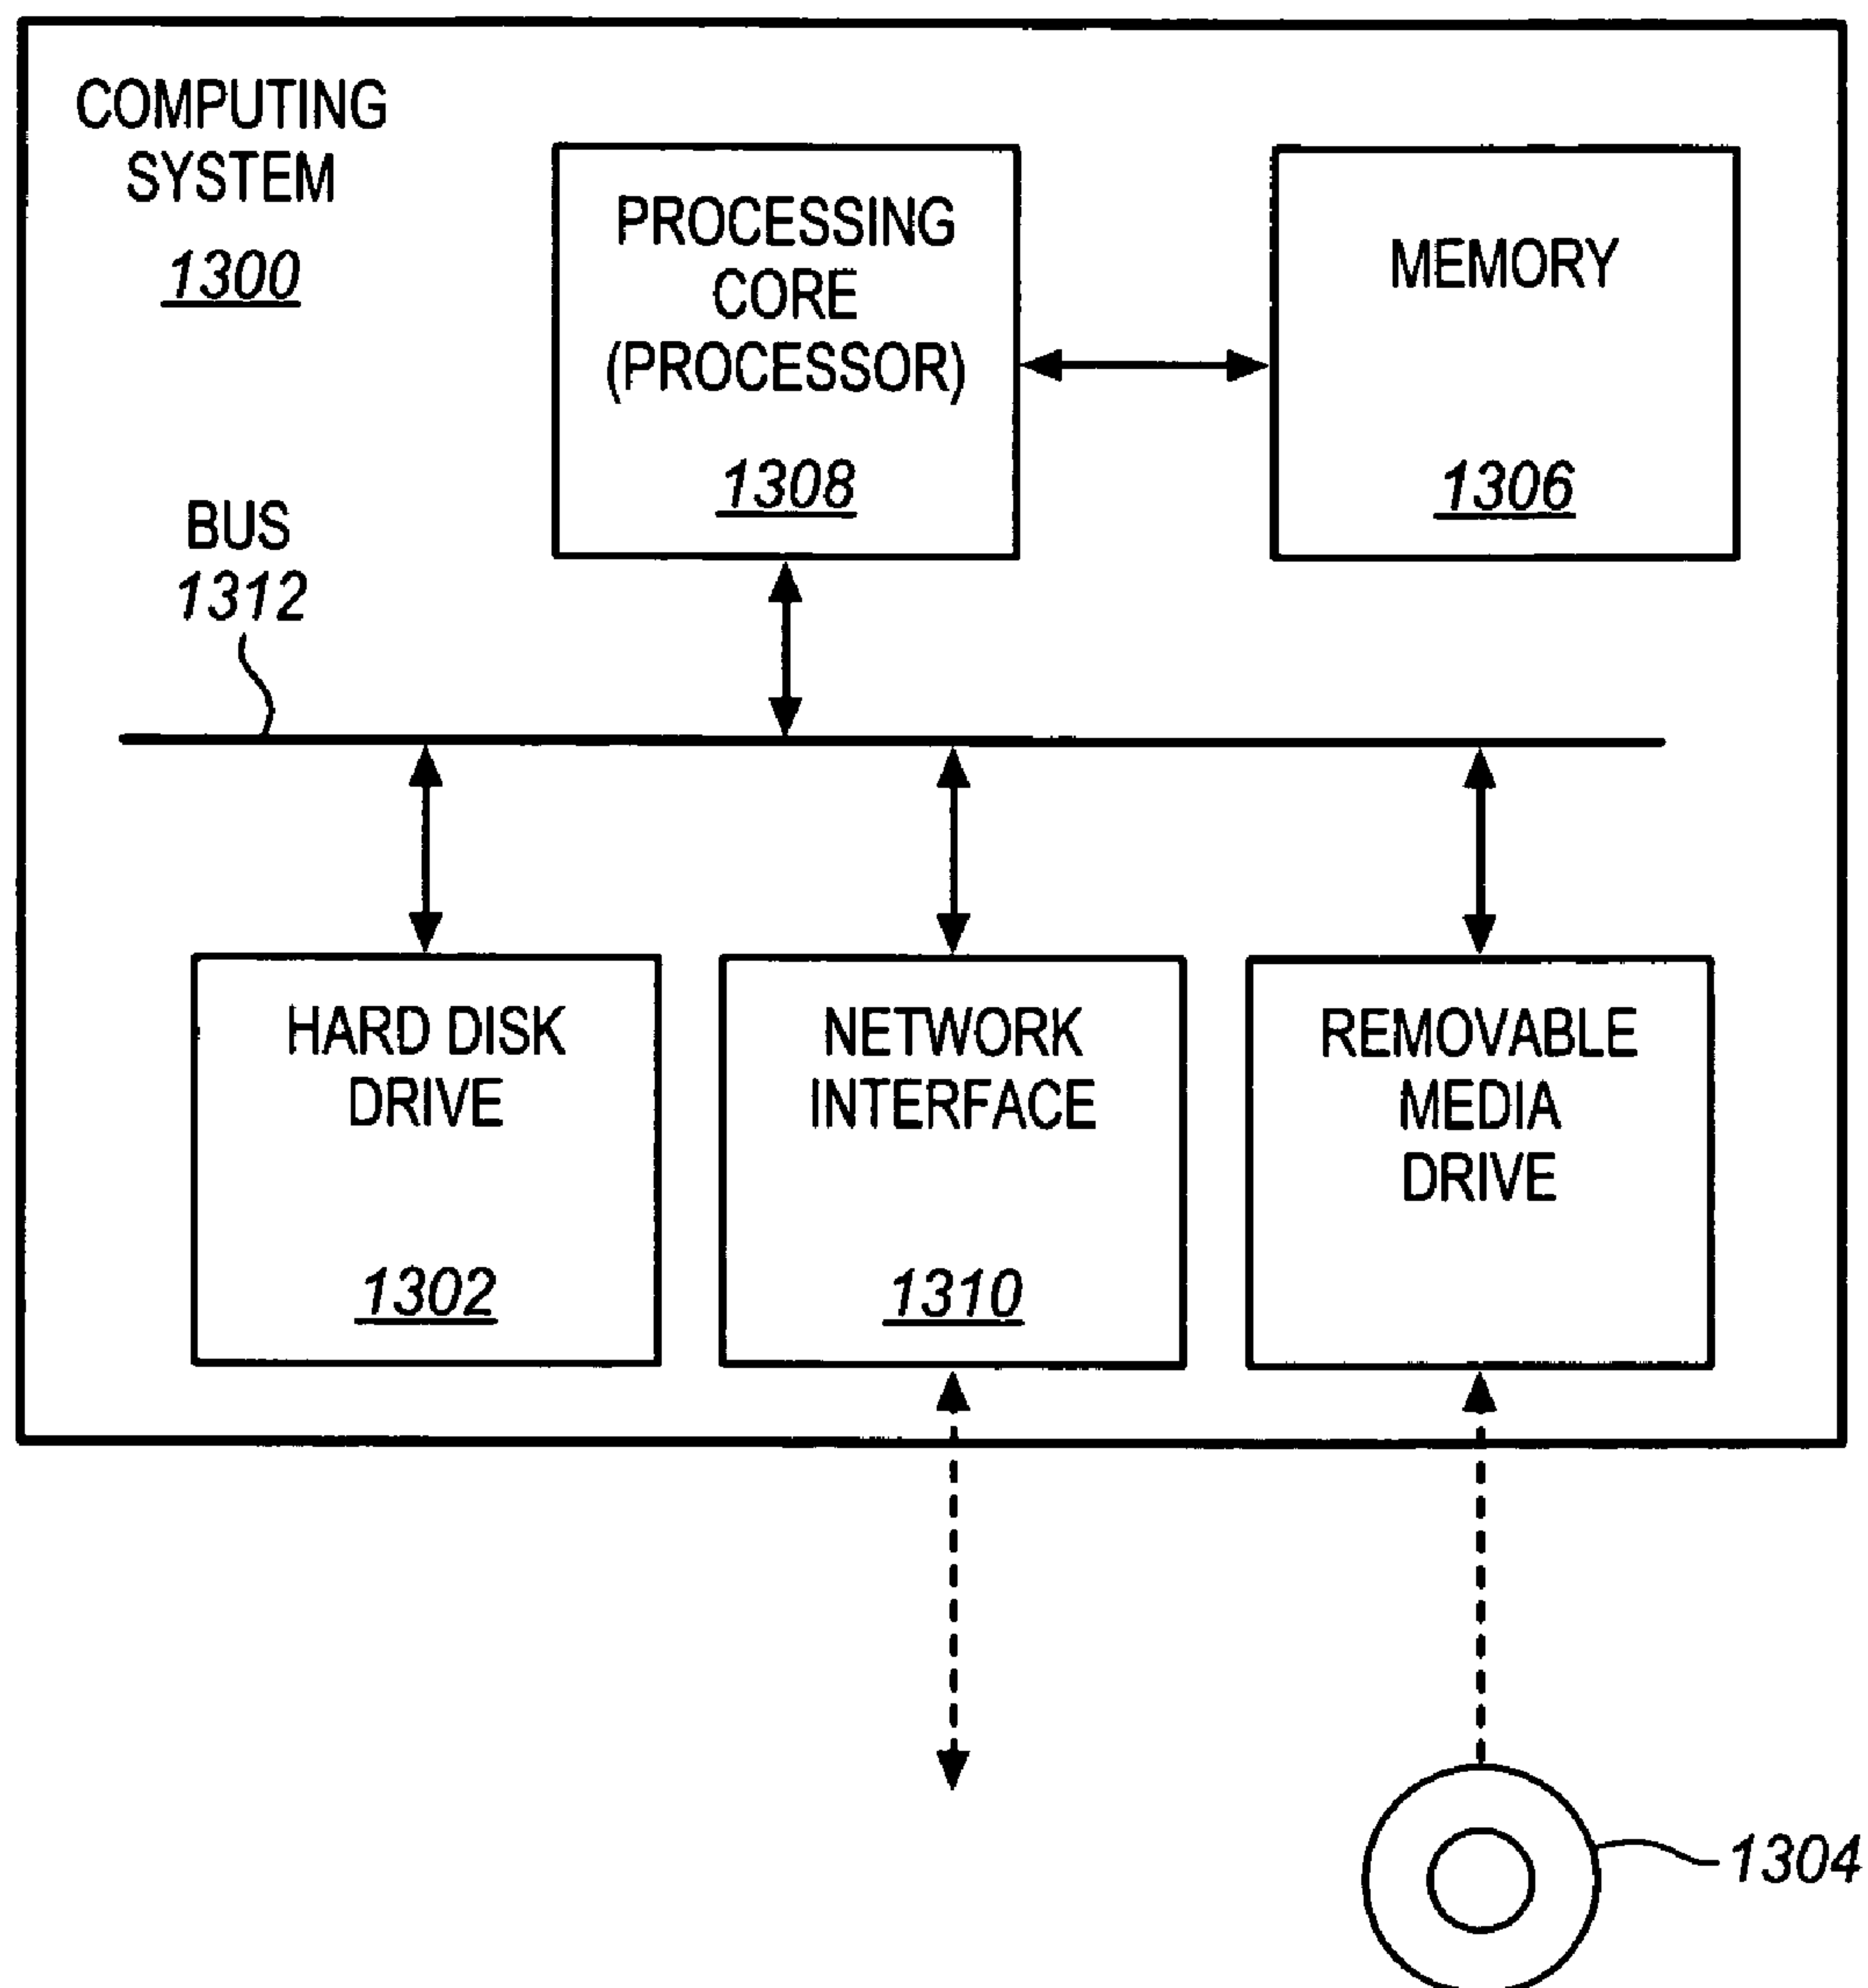 COMPUTING
SYSTEM
1300
PROCESSING
CORE
(PROCESSOR)
1308
MEMORY
1306
BUS
1312
HARD DISK
DRIVE
1302
NETWORK
INTERFACE
1310
REMOVABLE
MEDIA
DRIVE
1304